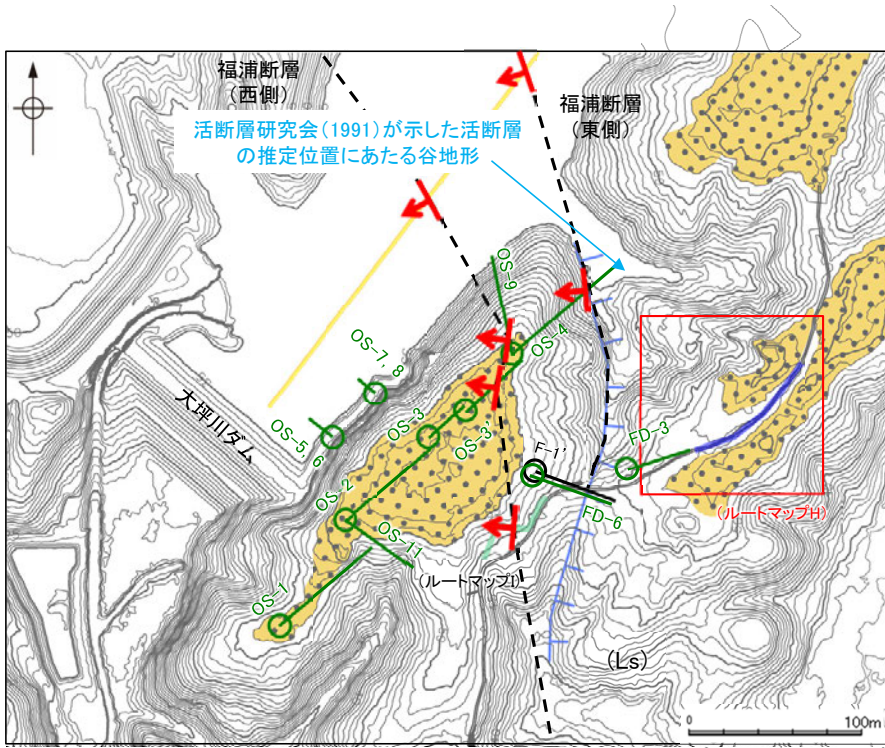 福浦断層
(西側)
福浦断層
(東側)
活断層研究会(1991)が示した活断層
の推定位置にあたる谷地形
OS-9
OS-4
OS-7, 8
OS-5, 6
大坪川ダム
OS-3
OS-3'
F-1'
FD-3
OS-2
FD-6
(ルートマップH)
OS-11
(ルートマップI)
OS-1
(Ls)
0
100m